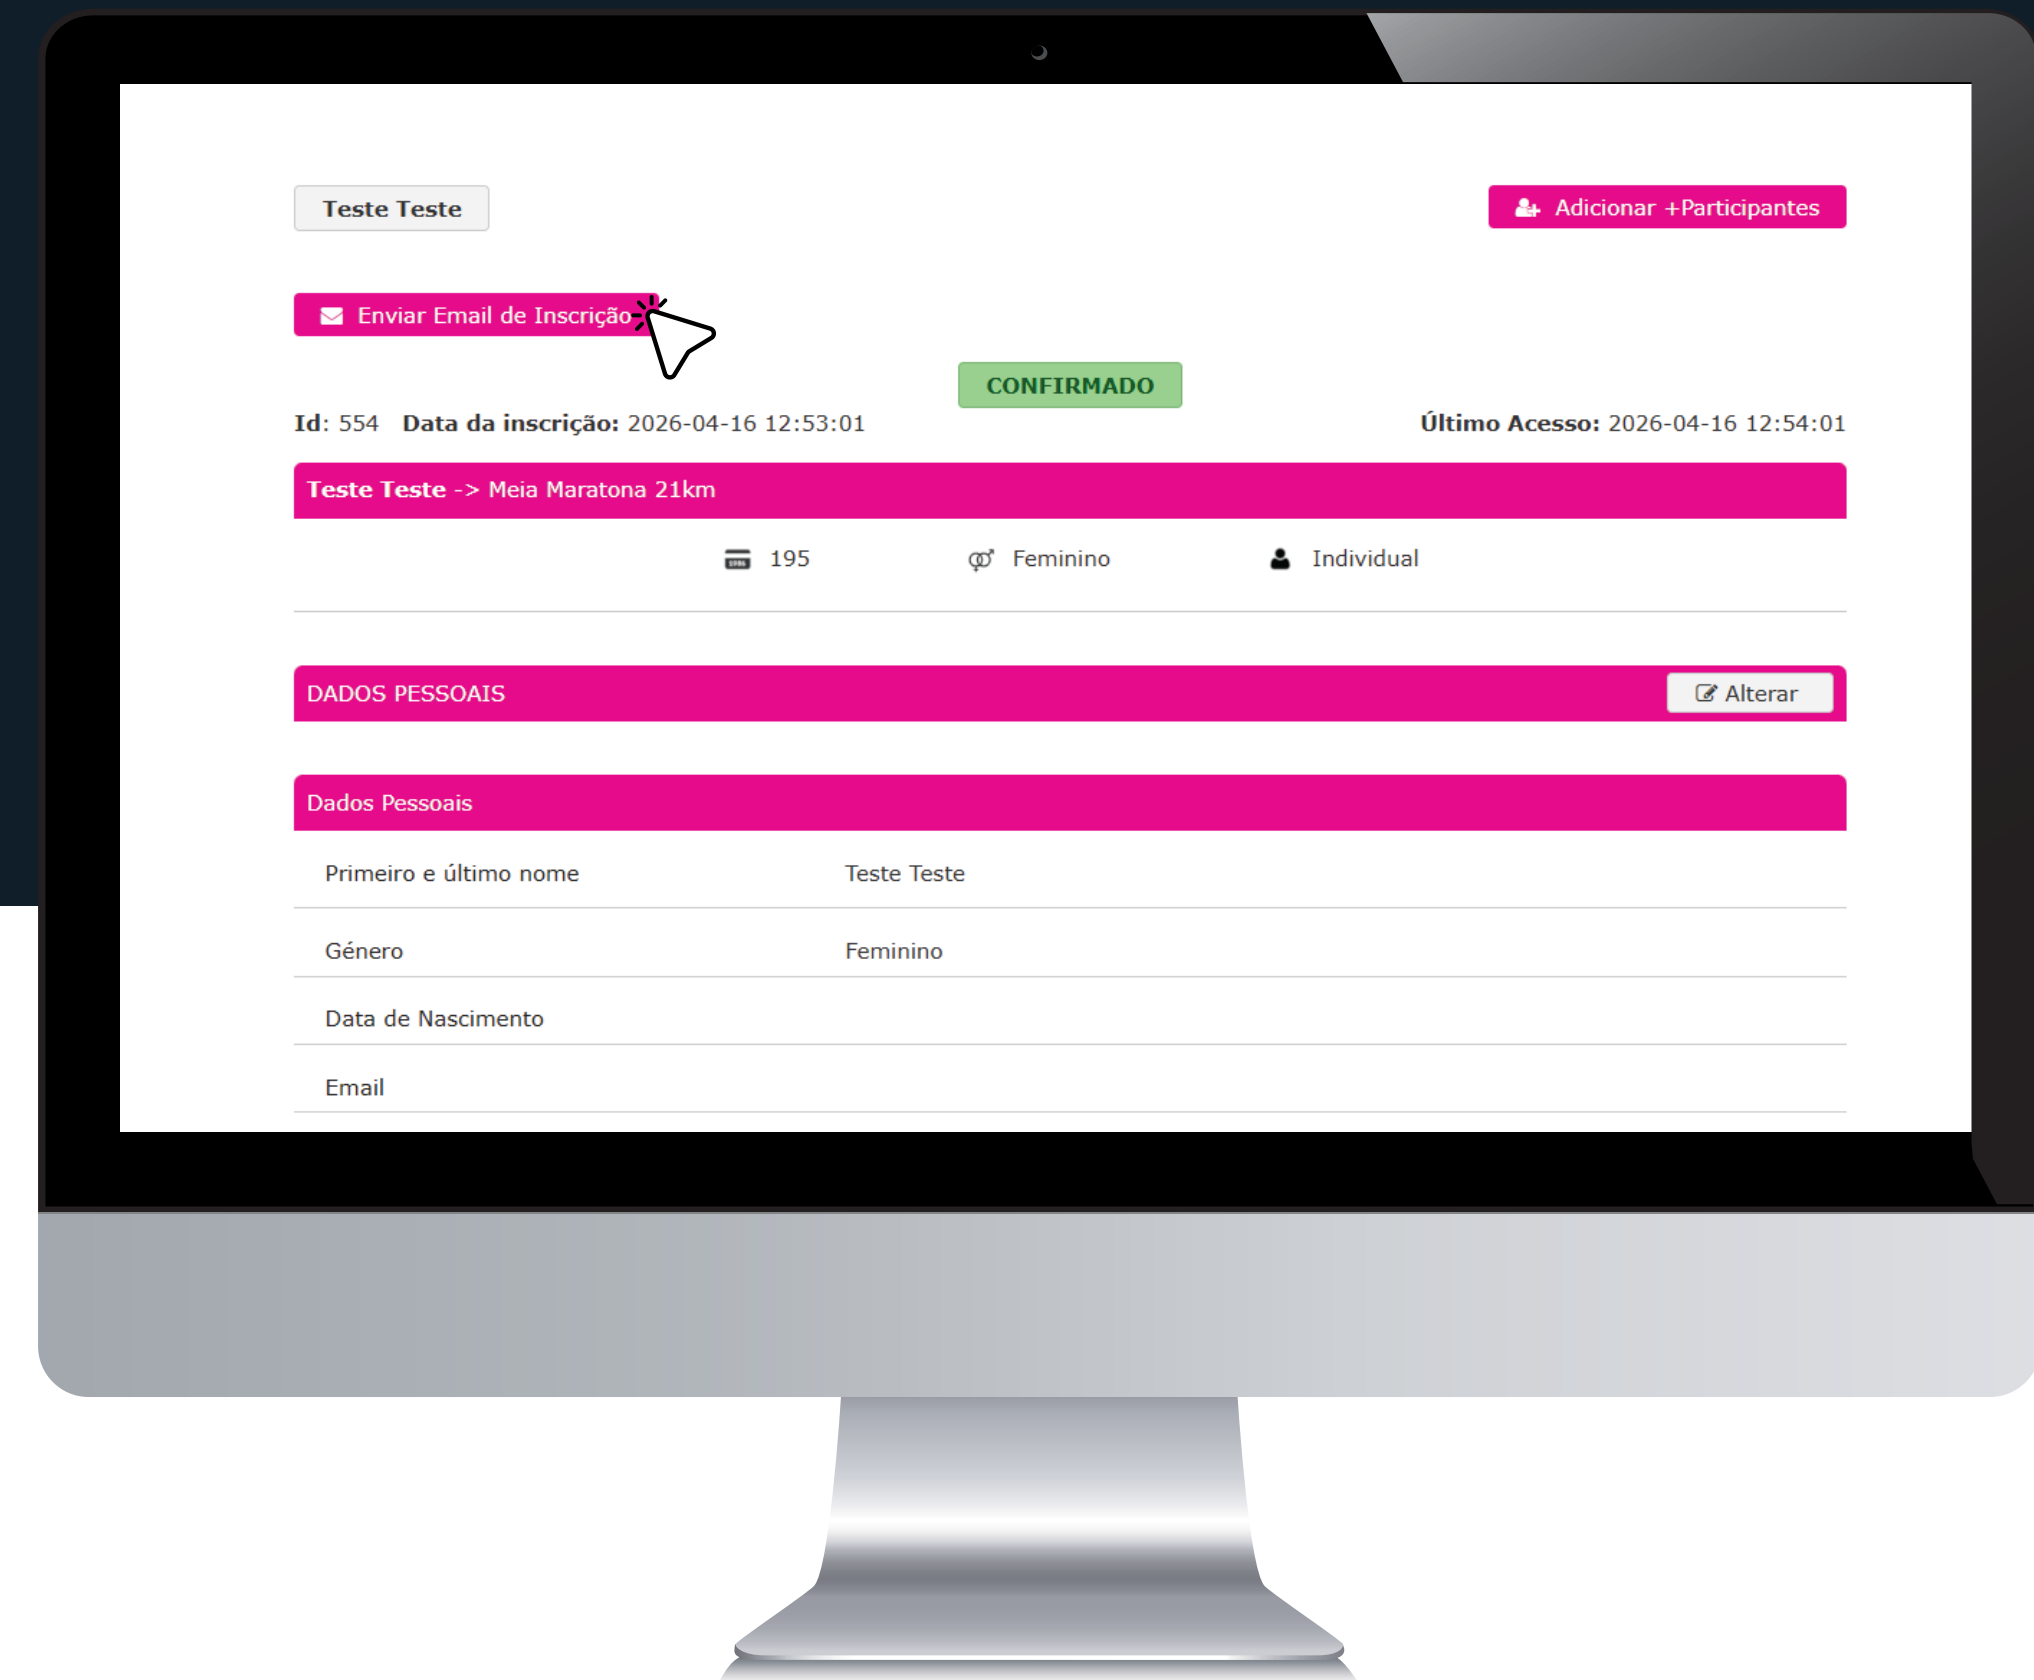 Teste Teste
Adicionar +Participantes
Enviar Email de Inscrição
CONFIRMADO
Id: 554 Data da inscrição: 2026-04-16 12:53:01
Último Acesso: 2026-04-16 12:54:01
Teste Teste -> Meia Maratona 21km
195 Feminino Individual
DADOS PESSOAIS
Alterar
Dados Pessoais
Primeiro e último nome Teste Teste
Género Feminino
Data de Nascimento
Email